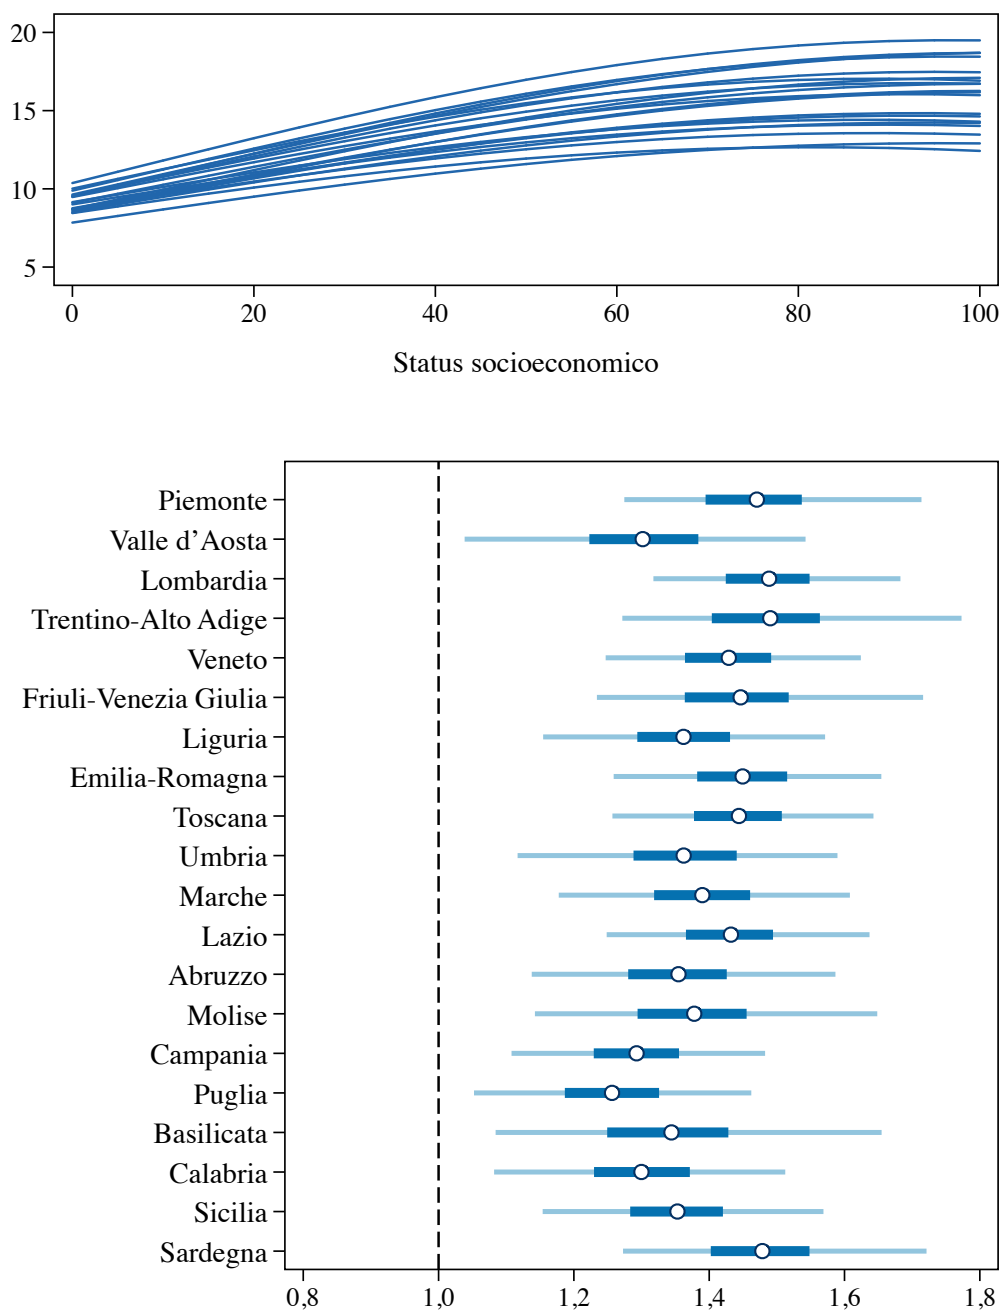 20
15
10
5
0 20 40 60 80 100
Status socioeconomico
Piemonte
Valle d’Aosta
Lombardia
Trentino-Alto Adige
Veneto
Friuli-Venezia Giulia
Liguria
Emilia-Romagna
Toscana
Umbria
Marche
Lazio
Abruzzo
Molise
Campania
Puglia
Basilicata
Calabria
Sicilia
Sardegna
0,8 1,0 1,2 1,4 1,6 1,8